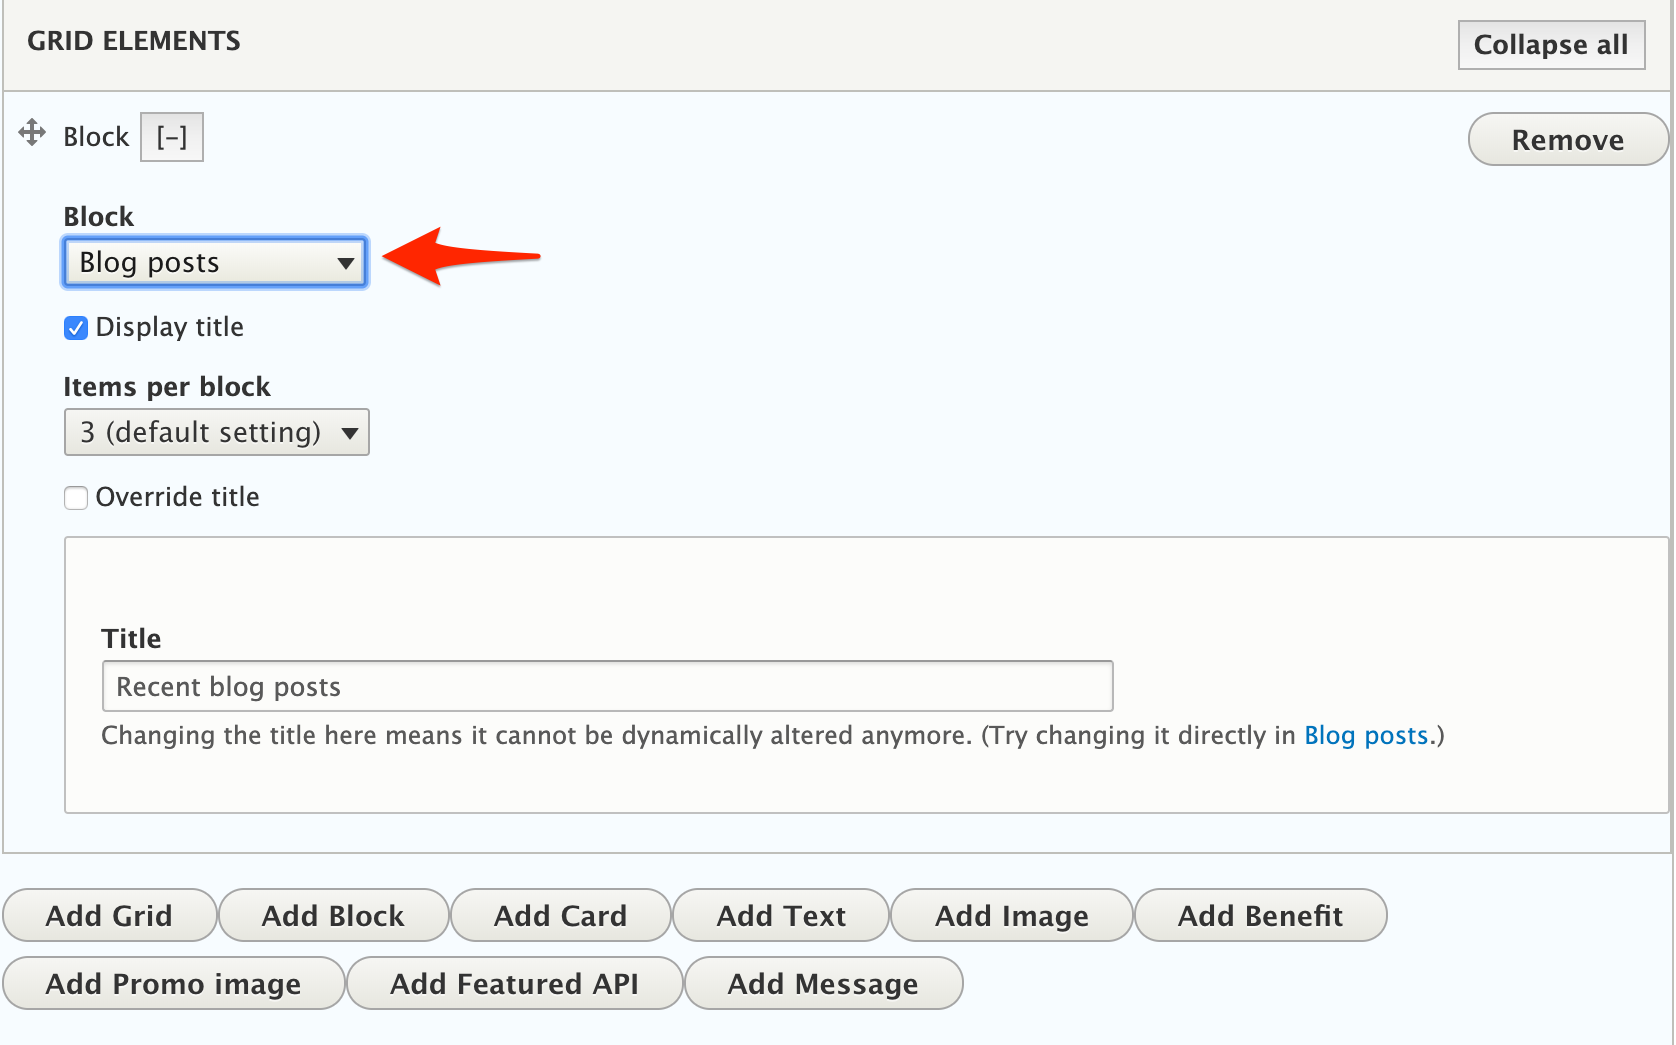 GRID ELEMENTS
Collapse all
Block [-]
Remove
Block
Blog posts
Display title
Items per block
3 (default setting)
Override title
Title
Recent blog posts
Changing the title here means it cannot be dynamically altered anymore. (Try changing it directly in Blog posts.)
Add Grid Add Block Add Card Add Text Add Image Add Benefit
Add Promo image Add Featured API Add Message